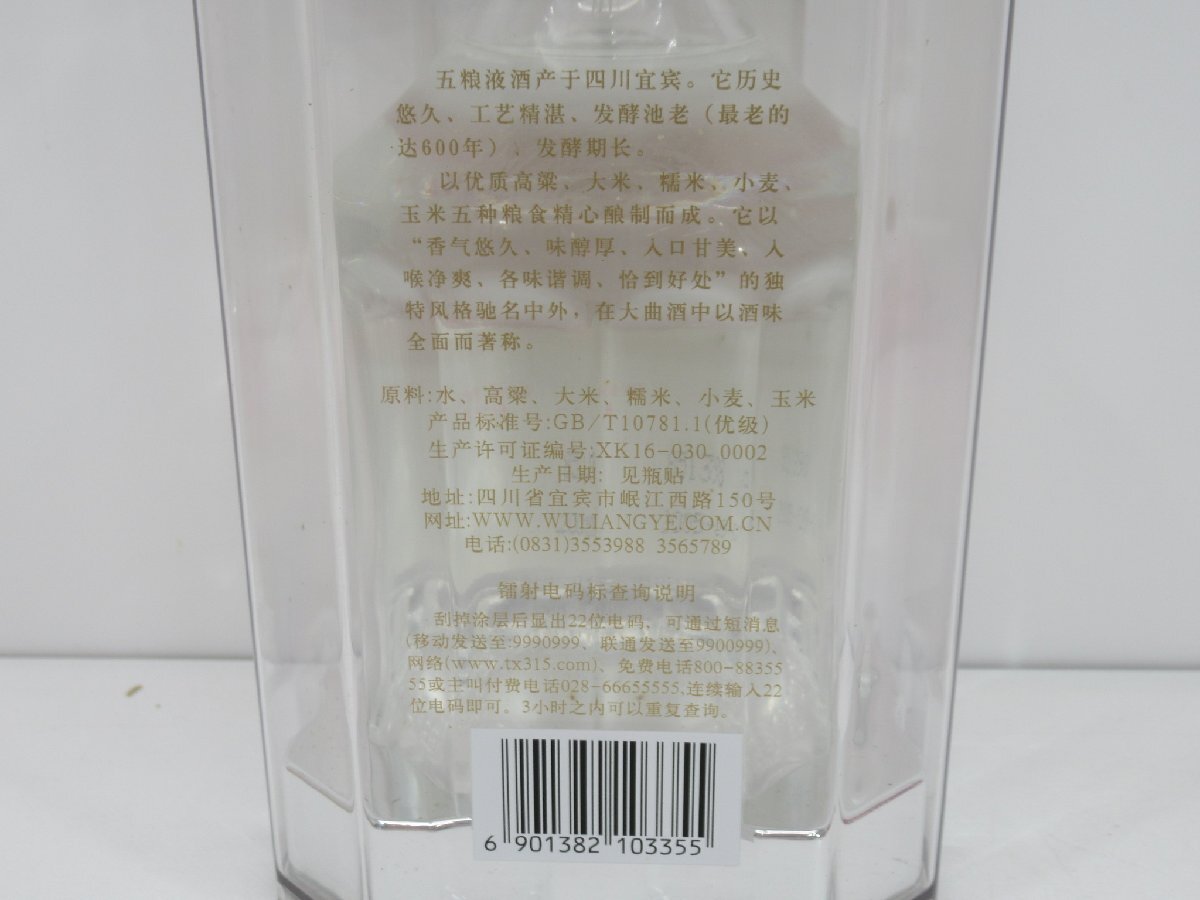 五粮液酒产于四川宜宾。它历史
悠久、工艺精湛、发酵池老（最老的
达600年）、发酵期长。
以优质高粱、大米、糯米、小麦、
玉米五种粮食精心酿制而成。它以
“香气悠久、味醇厚、入口甘美、入
喉净爽、各味谐调、恰到好处”的独
特风格驰名中外，在大曲酒中以酒味
全面而著称。
原料:水、高粱、大米、糯米、小麦、玉米
产品标准号:GB/T10781.1(优级)
生产许可证编号:XK16-030 0002
生产日期: 见瓶贴
地址:四川省宜宾市岷江西路150号
网址:WWW.WULIANGYE.COM.CN
电话:(0831)3553988 3565789
镭射电码标查询说明
刮掉涂层后显出22位电码，可通过短消息
(移动发送至:9990999、联通发送至9900999)、
网络(www.tx315.com)、免费电话800-88355
55或主叫付费电话028-66655555,连续输入22
位电码即可。3小时之内可以重复查询。
6 901382 103355